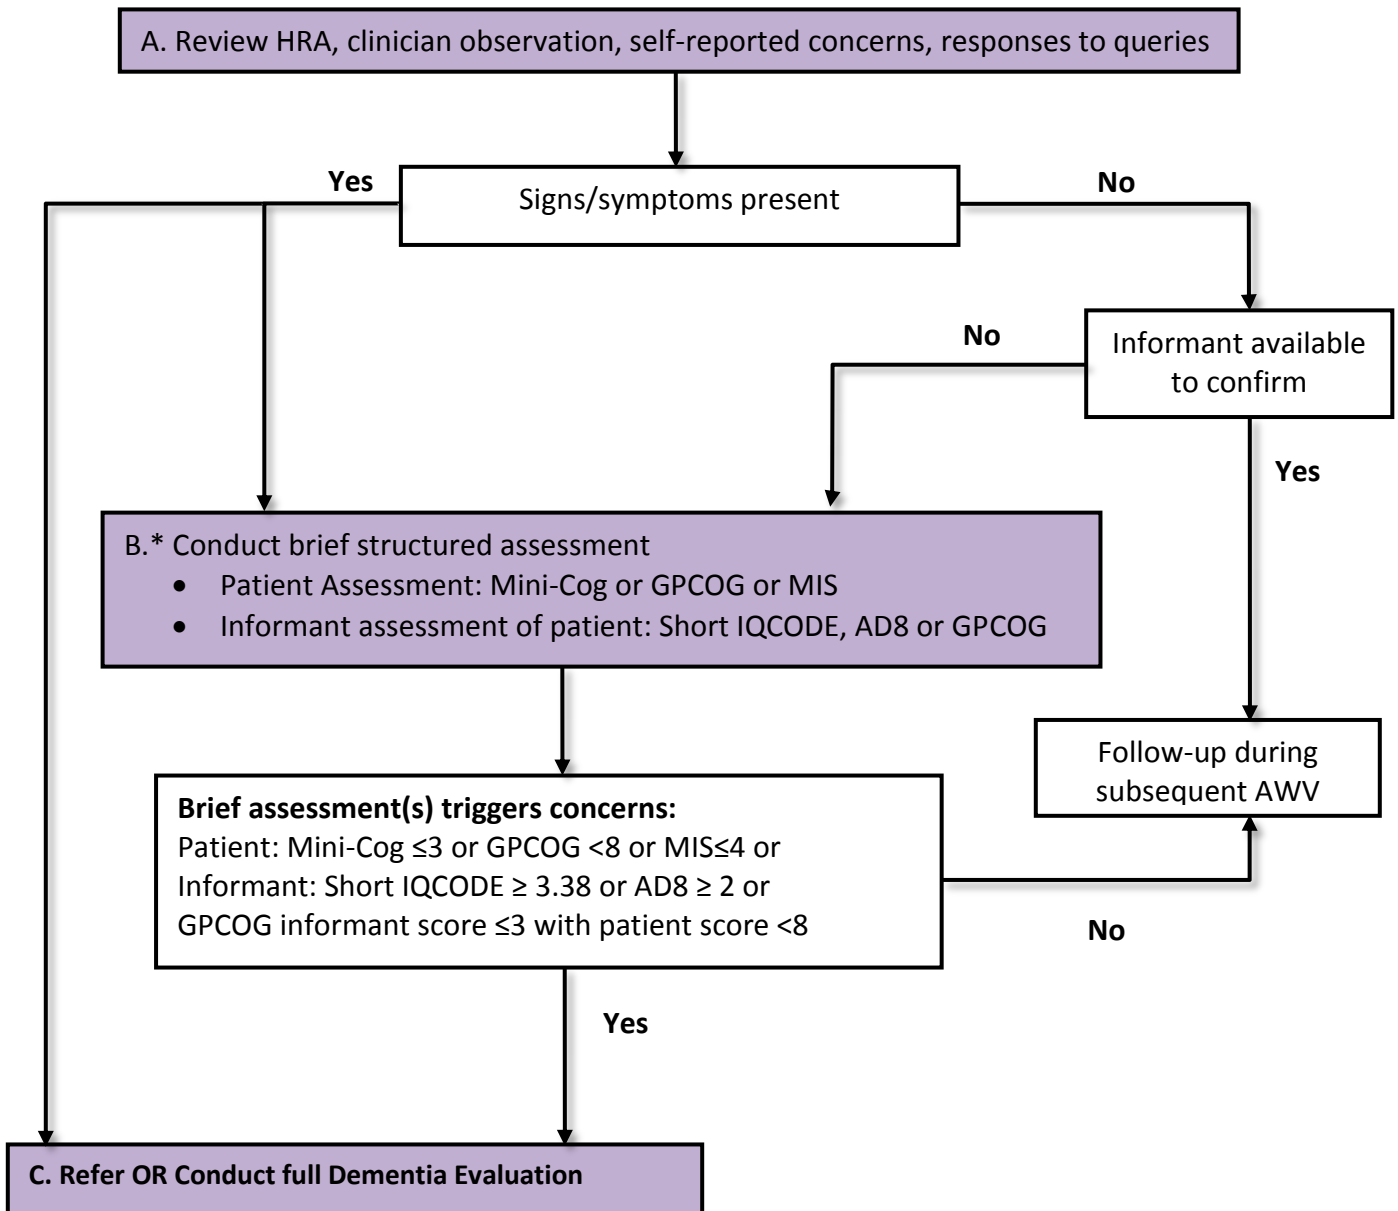 A. Review HRA, clinician observation, self-reported concerns, responses to queries
Yes
Signs/symptoms present
No
No
Informant available
to confirm
Yes
B.* Conduct brief structured assessment
• Patient Assessment: Mini-Cog or GPCOG or MIS
• Informant assessment of patient: Short IQCODE, AD8 or GPCOG
Follow-up during
subsequent AWV
Brief assessment(s) triggers concerns:
Patient: Mini-Cog ≤3 or GPCOG <8 or MIS≤4 or
Informant: Short IQCODE ≥ 3.38 or AD8 ≥ 2 or
GPCOG informant score ≤3 with patient score <8
No
Yes
C. Refer OR Conduct full Dementia Evaluation